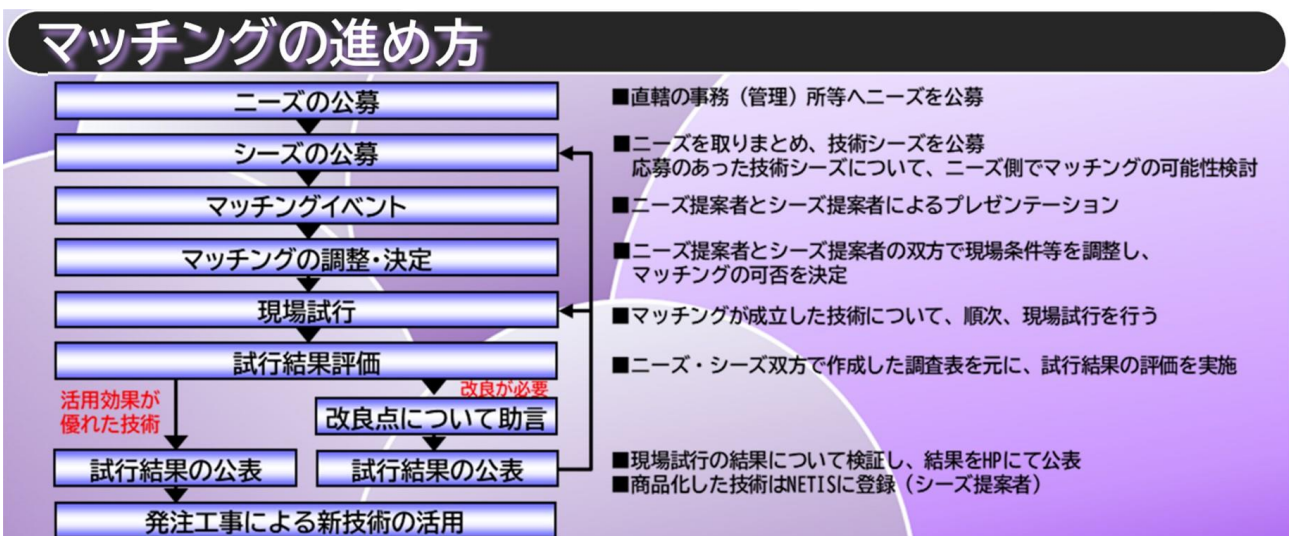 マッチングの進め方
ニーズの公募
■直轄の事務（管理）所等へニーズを公募
シーズの公募
■ニーズを取りまとめ、技術シーズを公募
応募のあった技術シーズについて、ニーズ側でマッチングの可能性検討
マッチングイベント
■ニーズ提案者とシーズ提案者によるプレゼンテーション
マッチングの調整・決定
■ニーズ提案者とシーズ提案者の双方で現場条件等を調整し、
マッチングの可否を決定
現場試行
■マッチングが成立した技術について、順次、現場試行を行う
試行結果評価
■ニーズ・シーズ双方で作成した調査表を元に、試行結果の評価を実施
活用効果が
優れた技術
改良が必要
改良点について助言
試行結果の公表
試行結果の公表
■現場試行の結果について検証し、結果をHPにて公表
■商品化した技術はNETISに登録（シーズ提案者）
発注工事による新技術の活用